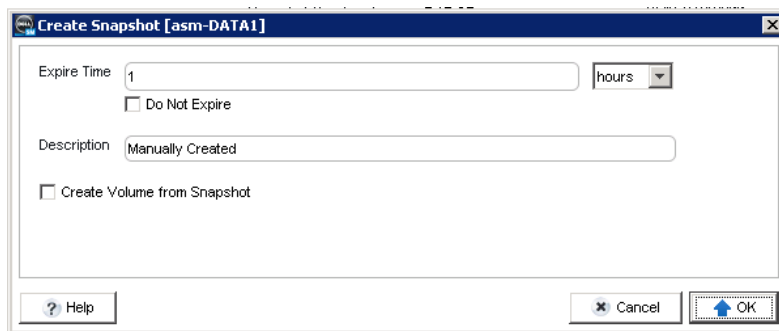 Create Snapshot [asm-DATA1]
Expire Time 1 hours
Do Not Expire
Description Manually Created
Create Volume from Snapshot
? Help Cancel OK